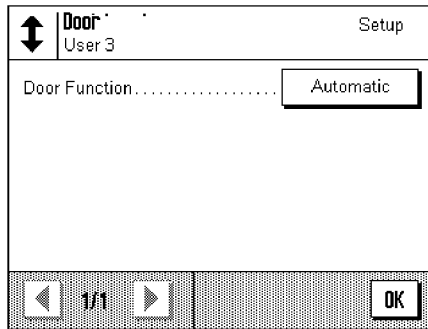 Door
Setup
User 3
Door Function.................. Automatic
1/1
OK